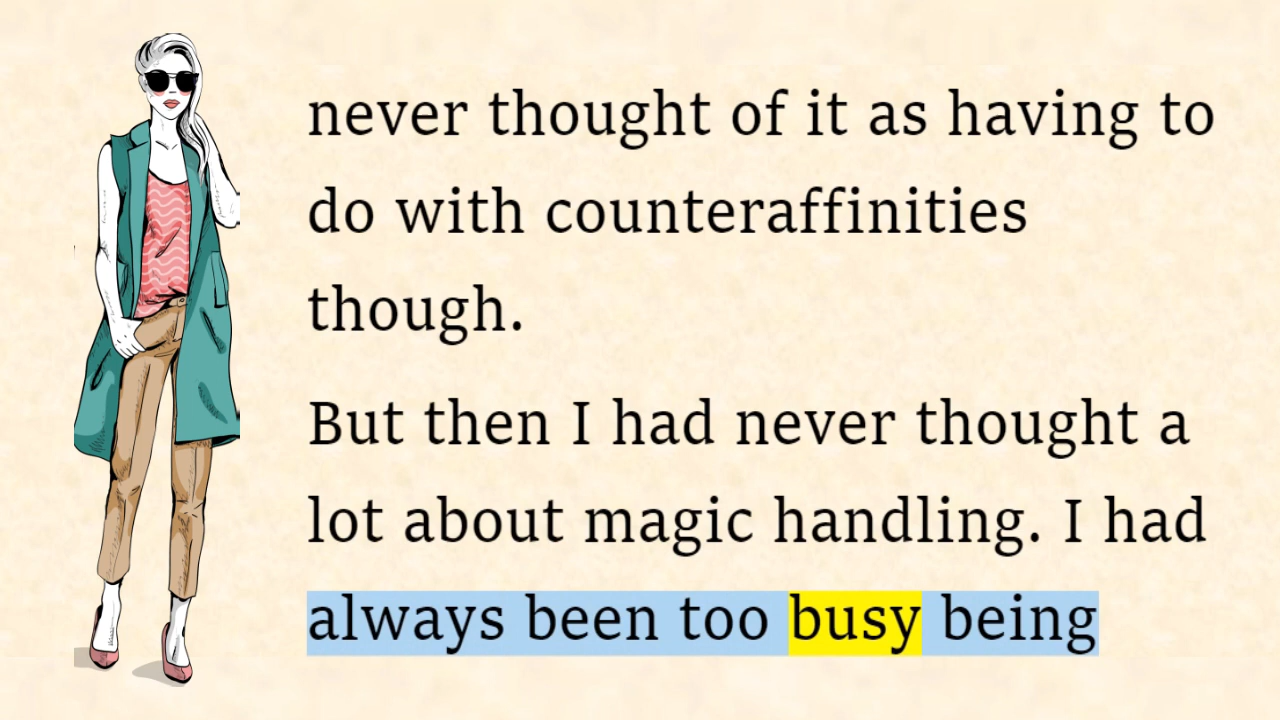 never thought of it as having to
do with counteraffinities
though.
But then I had never thought a
lot about magic handling. I had
always been too busy being